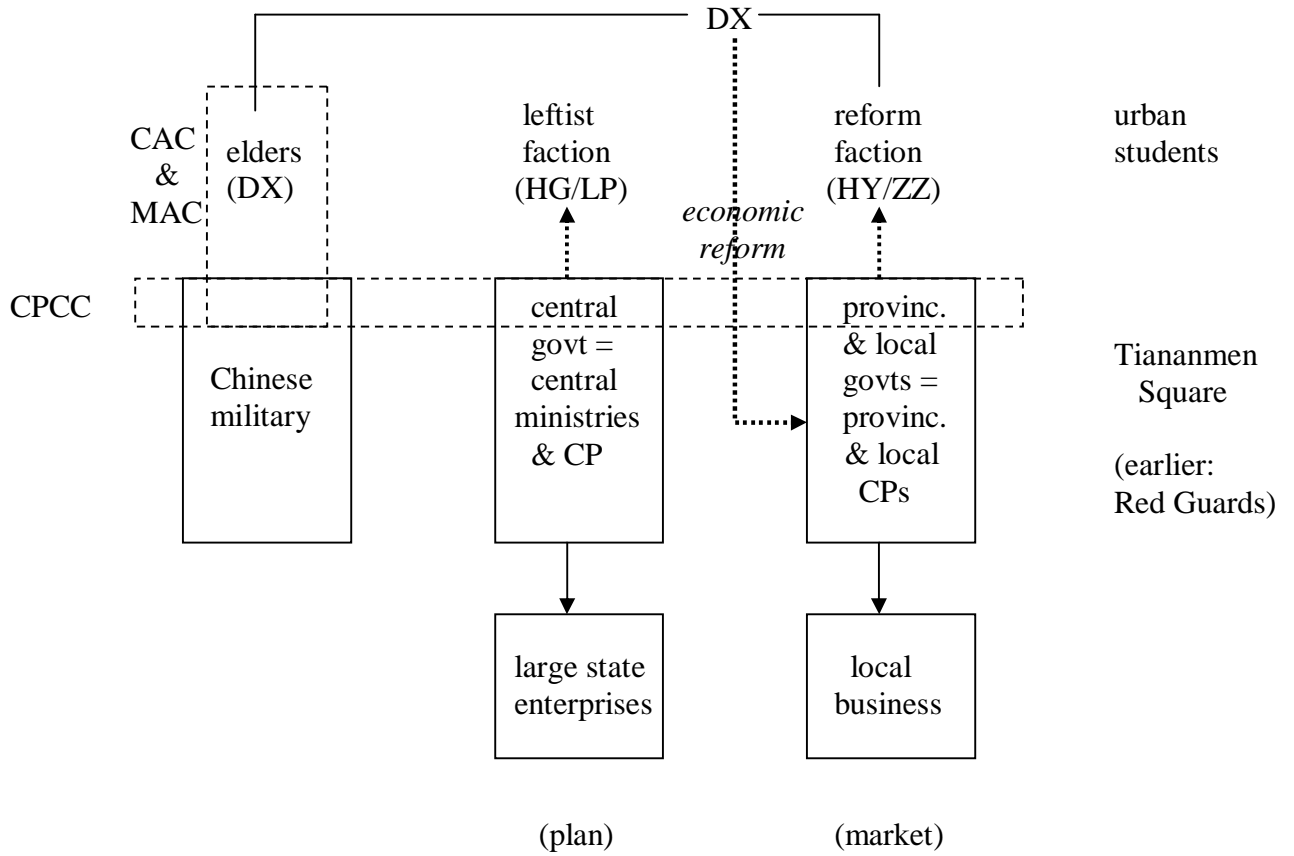 DX
CAC
&
MAC
elders
(DX)
leftist
faction
(HG/LP)
reform
faction
(HY/ZZ)
urban
students
economic
reform
CPCC
Chinese
military
central
govt =
central
ministries
& CP
provinc.
& local
govts =
provinc.
& local
CPs
Tiananmen
Square
(earlier:
Red Guards)
large state
enterprises
local
business
(plan)
(market)